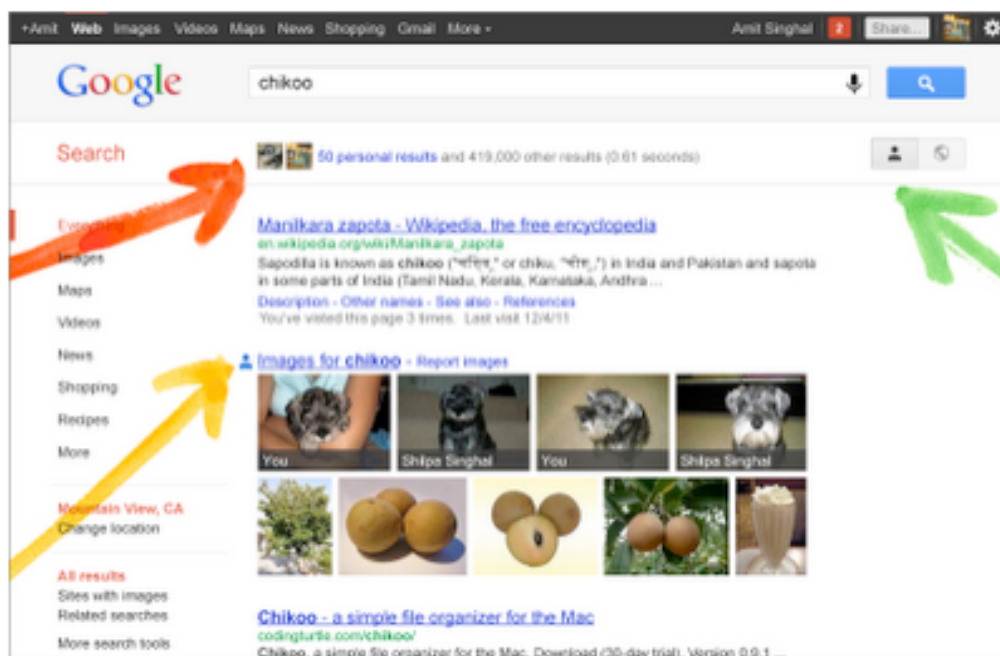 +Amit Web Images Videos Maps News Shopping Gmail More
Amit Singhal 2 Share...
Google
chikoo
Search
50 personal results and 419,000 other results (0.61 seconds)
Everything
Images
Maps
Videos
News
Shopping
Recipes
More
Mountain View, CA
Change location
All results
Sites with images
Related searches
More search tools
Manilkara zapota - Wikipedia, the free encyclopedia
en.wikipedia.org/wiki/Manilkara_zapota
Sapodilla is known as chikoo (" " or chiku, " ") in India and Pakistan and sapota
in some parts of India (Tamil Nadu, Kerala, Karnataka, Andhra ...
Description - Other names - See also - References
You've visited this page 3 times. Last visit 12/4/11
Images for chikoo - Report images
You
Shilpa Singhal
You
Shilpa Singhal
Chikoo - a simple file organizer for the Mac
codingturtle.com/chikoo/
Chikoo, a simple file organizer for the Mac. Download (30-day trial). Version 0.9.1 ...